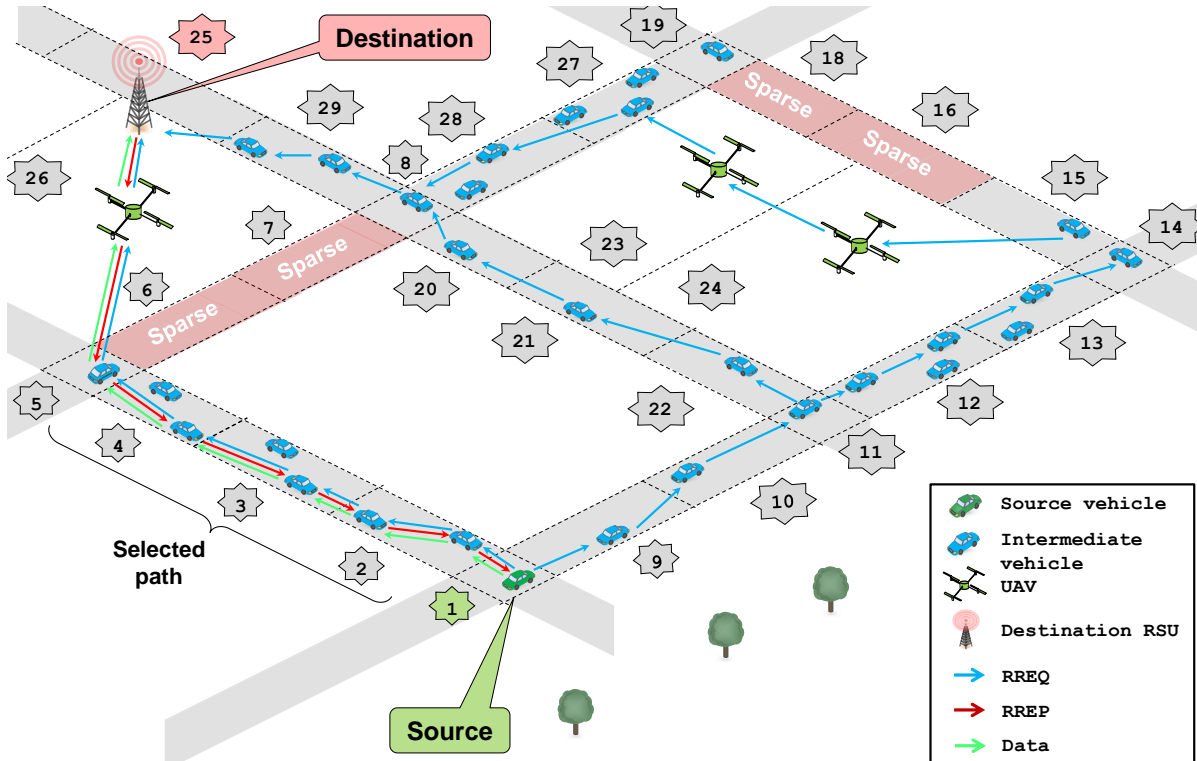 19
25
Destination
27
18
29
28
16
Sparse
8
Sparse
26
15
7
23
14
Sparse
20
24
6
Sparse
21
13
5
22
12
4
11
3
10
Selected
path
2
9
1
Source
Source vehicle
Intermediate
vehicle
UAV
Destination RSU
RREQ
RREP
Data